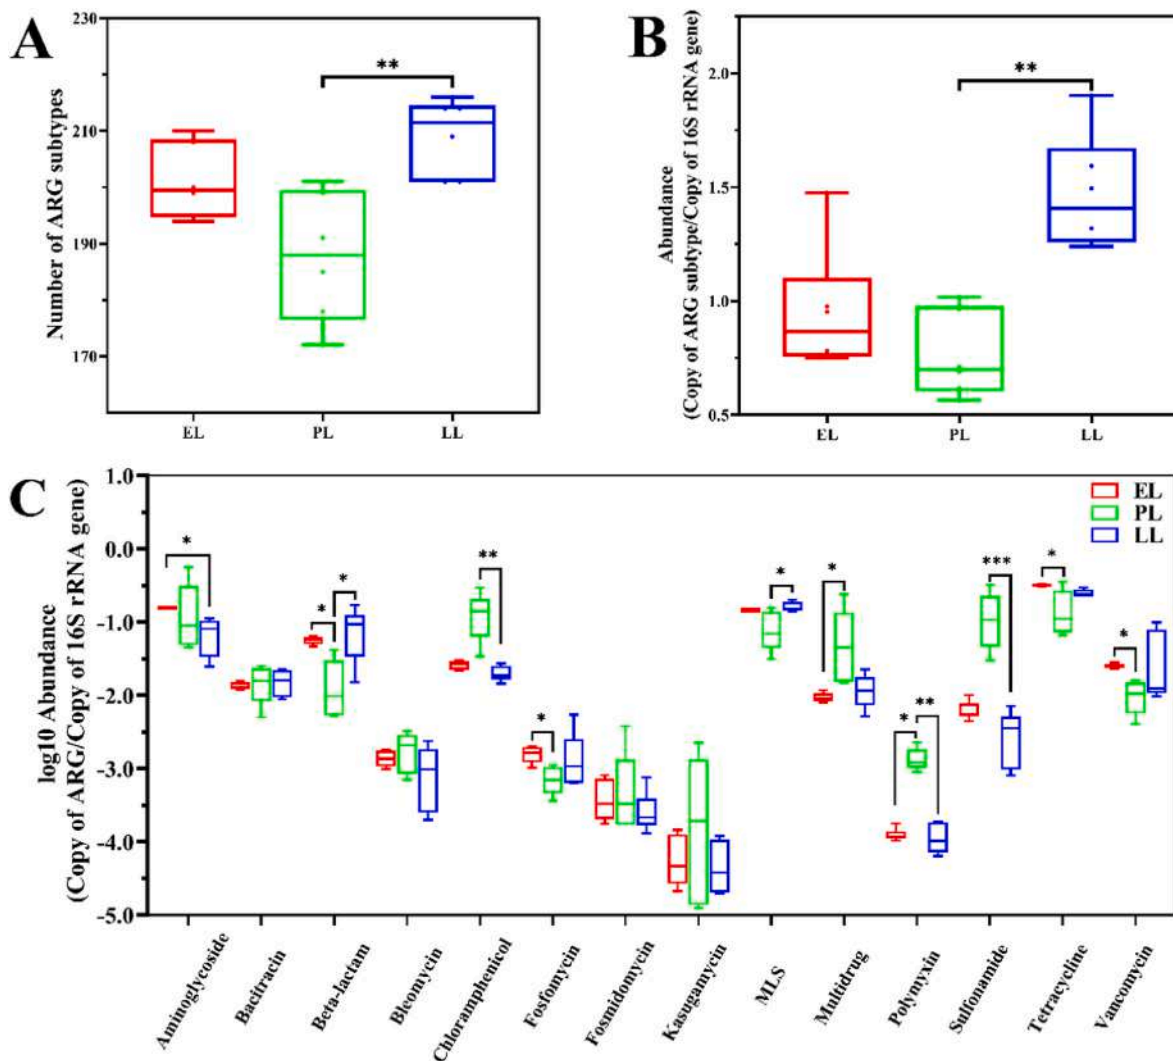 A
Number of ARG subtypes
230
210
190
170
**
EL
PL
LL
B
Abundance
(Copy of ARG subtype/Copy of 16S rRNA gene)
2.0
1.5
1.0
0.5
**
EL
PL
LL
C
log10 Abundance
(Copy of ARG/Copy of 16S rRNA gene)
1.0
0.0
-1.0
-2.0
-3.0
-4.0
-5.0
EL
PL
LL
*
*
*
**
*
*
*
*
**
***
*
*
Aminoglycoside
Bacitracin
Beta-lactam
Bleomycin
Chloramphenicol
Fosfomycin
Fosmidomycin
Kasugamycin
MLS
Multidrug
Polymyxin
Sulfonamide
Tetracycline
Vancomycin